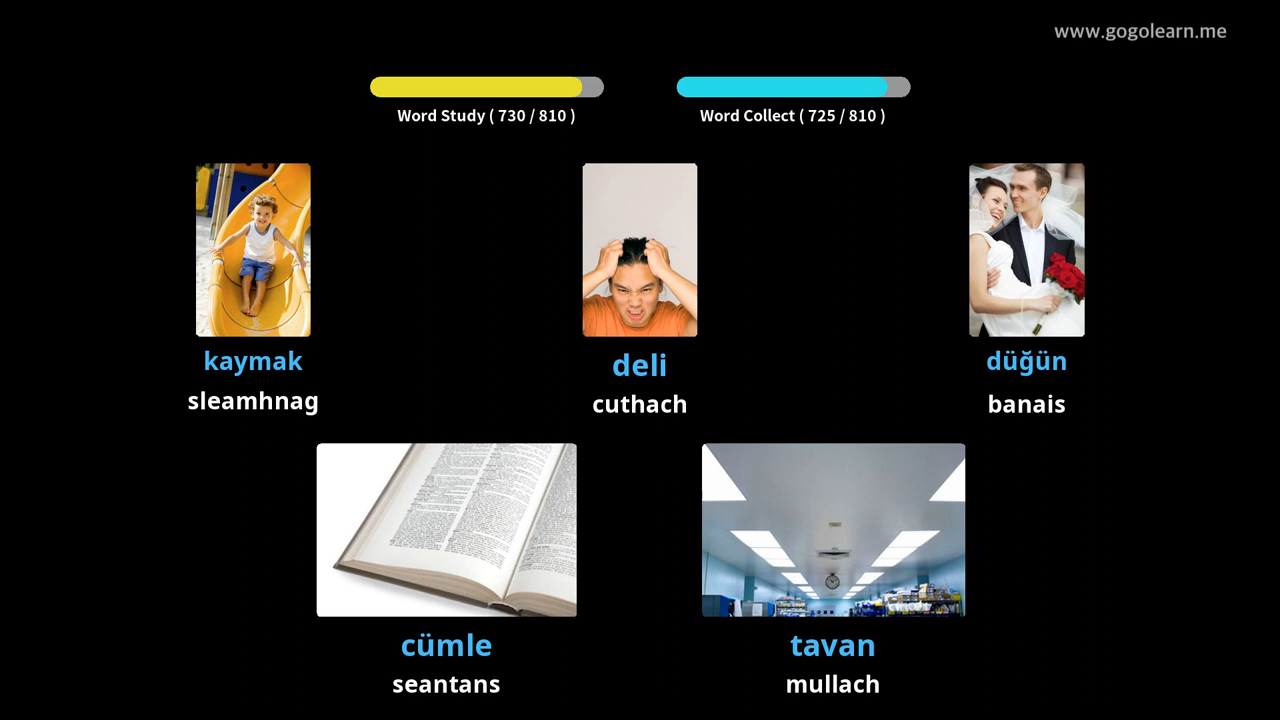 www.gogolearn.me
Word Study ( 730 / 810 )
Word Collect ( 725 / 810 )
kaymak
sleamhnag
deli
cuthach
düğün
banais
cümle
seantans
tavan
mullach